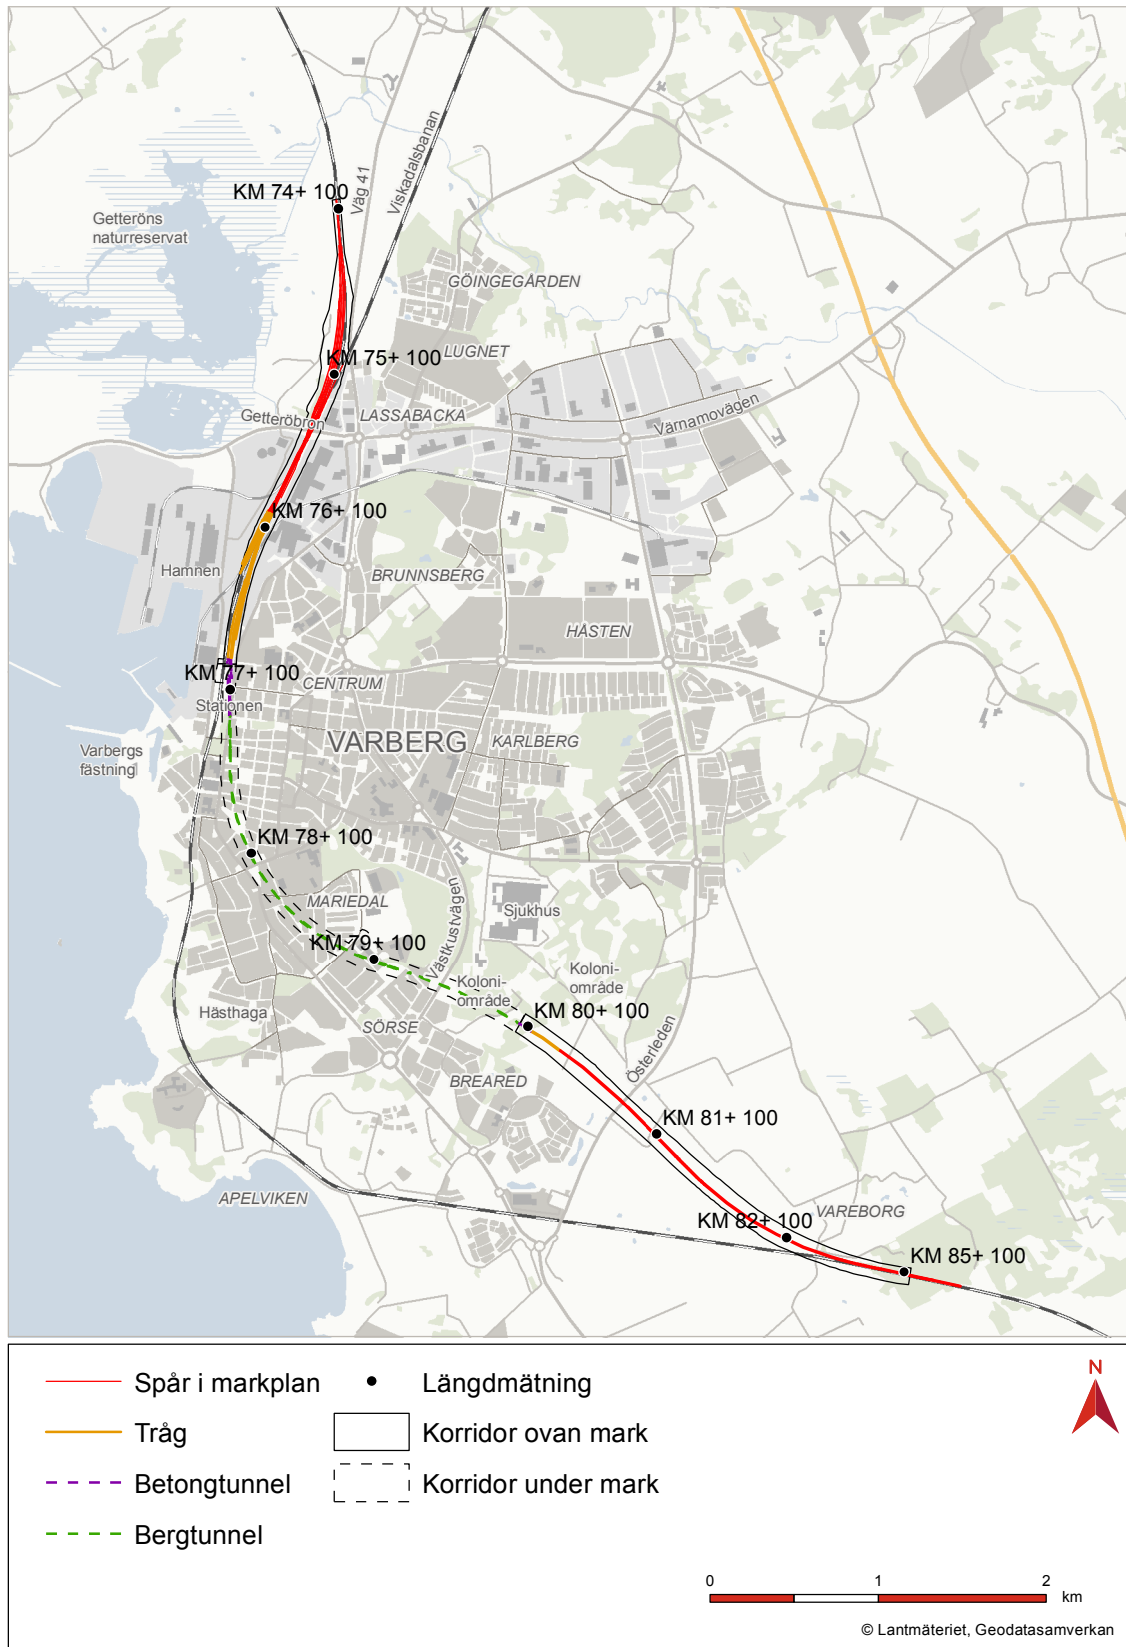 KM 74+ 100
Väg 41
Viskadalsbanan
Getteröns
naturreservat
GÖINGEGÅRDEN
LUGNET
KM 75+ 100
Getteröbron
LASSABACKA
Värnamovägen
KM 76+ 100
Hamnen
BRUNNSBERG
HÅSTEN
KM 77+ 100
CENTRUM
Stationen
VARBERG
KARLBERG
Varbergs
fästning
KM 78+ 100
MARIEDAL
Sjukhus
Västkustvägen
KM 79+ 100
Koloni-
område
Koloni-
område
Hästhaga
SÖRSE
KM 80+ 100
BREARED
Österleden
KM 81+ 100
APELVIKEN
VAREBORG
KM 82+ 100
KM 85+ 100
Spår i markplan
Längdmätning
Tråg
Korridor ovan mark
Betongtunnel
Korridor under mark
Bergtunnel
N
0 1 2
km
© Lantmäteriet, Geodatasamverkan